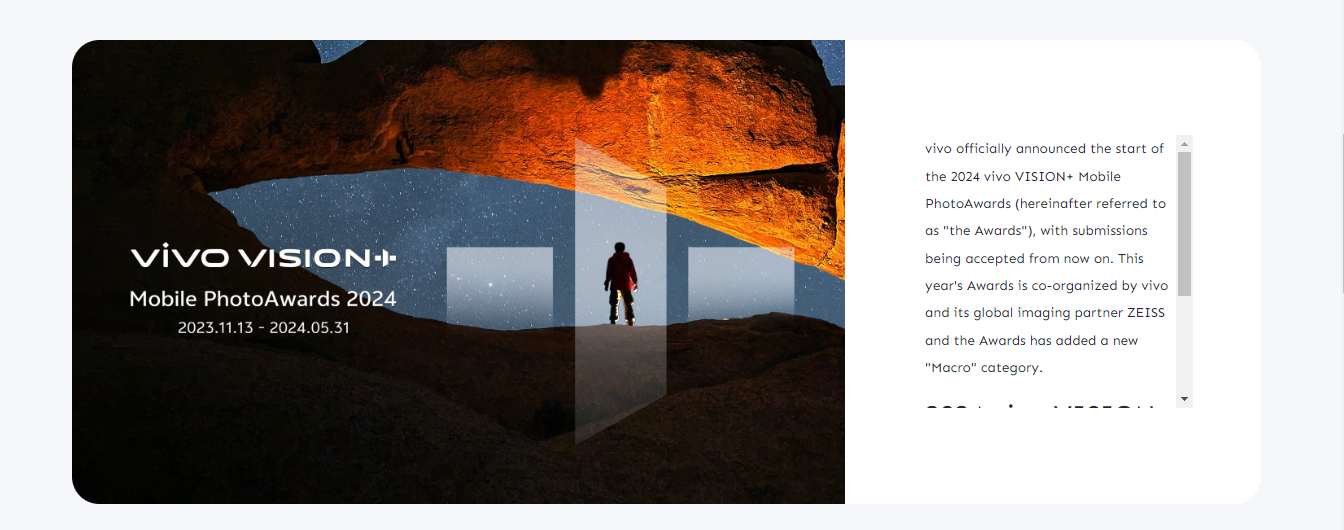 vivo VISION+
Mobile PhotoAwards 2024
2023.11.13 - 2024.05.31
vivo officially announced the start of
the 2024 vivo VISION+ Mobile
PhotoAwards (hereinafter referred to
as "the Awards"), with submissions
being accepted from now on. This
year's Awards is co-organized by vivo
and its global imaging partner ZEISS
and the Awards has added a new
"Macro" category.